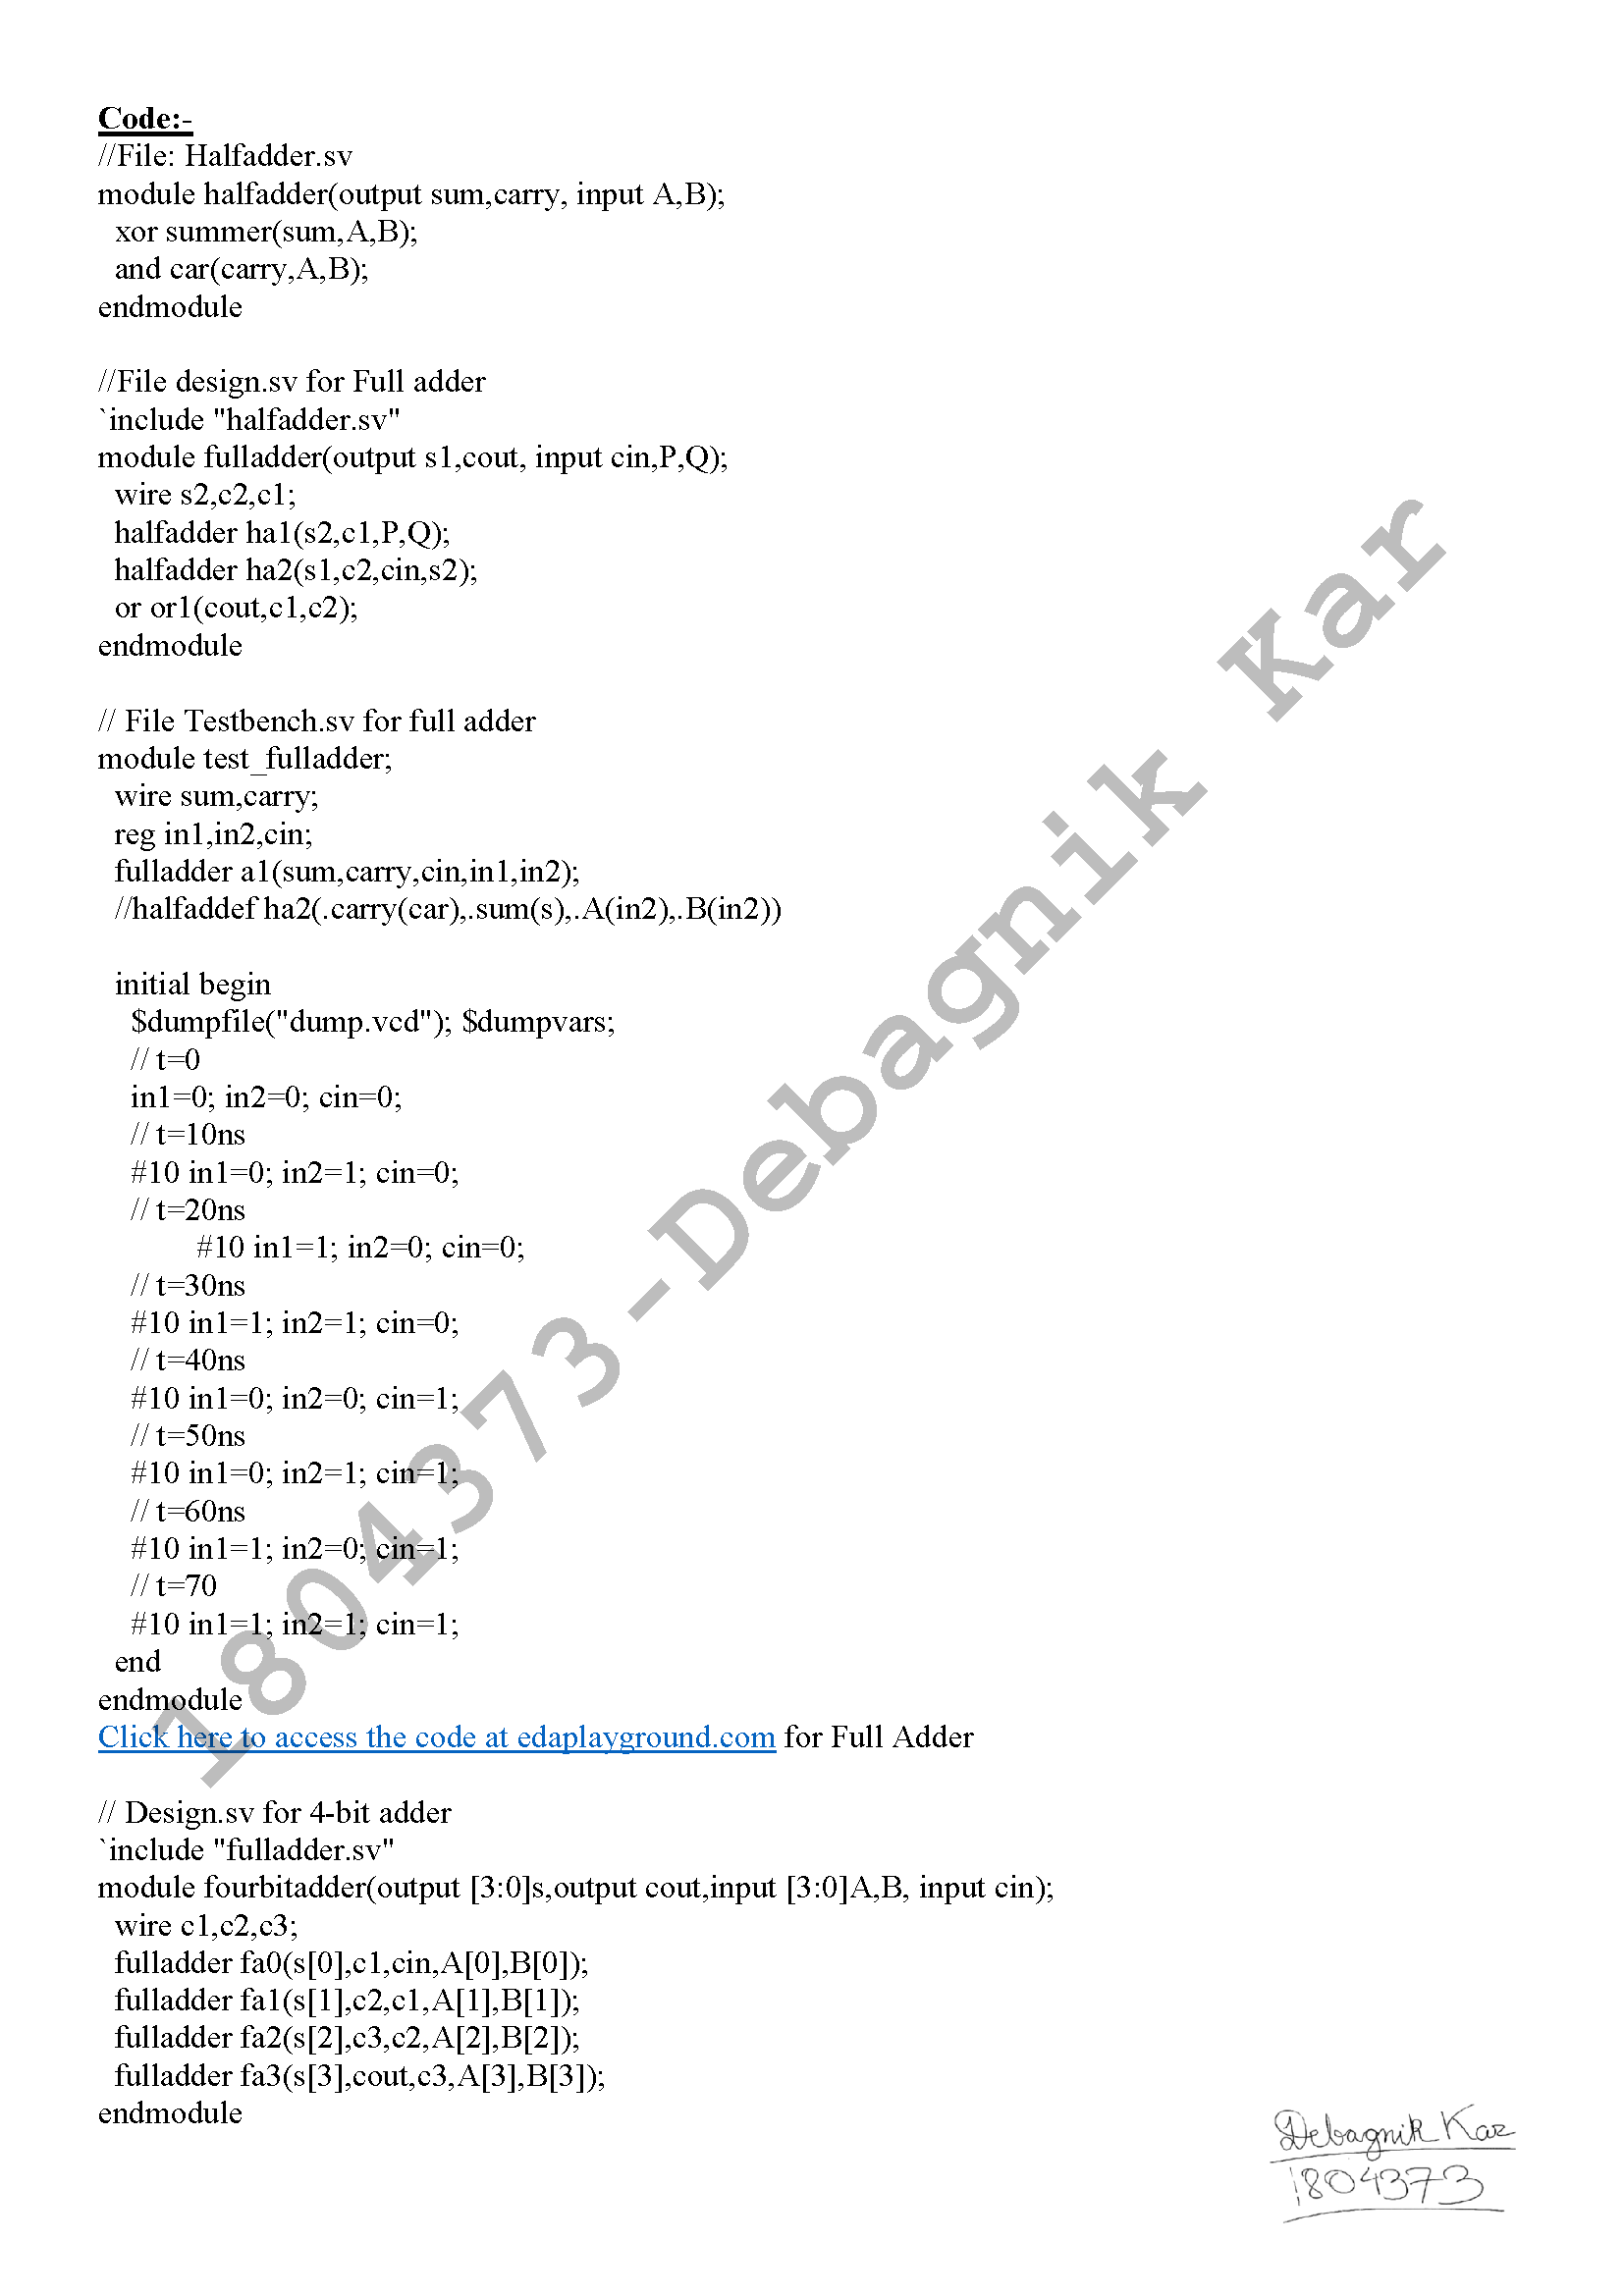 Code:-
//File: Halfadder.sv
module halfadder(output sum,carry, input A,B);
  xor summer(sum,A,B);
  and car(carry,A,B);
endmodule

//File design.sv for Full adder
`include "halfadder.sv"
module fulladder(output s1,cout, input cin,P,Q);
  wire s2,c2,c1;
  halfadder ha1(s2,c1,P,Q);
  halfadder ha2(s1,c2,cin,s2);
  or or1(cout,c1,c2);
endmodule

// File Testbench.sv for full adder
module test_fulladder;
  wire sum,carry;
  reg in1,in2,cin;
  fulladder a1(sum,carry,cin,in1,in2);
  //halfaddef ha2(.carry(car),.sum(s),.A(in2),.B(in2))

  initial begin
    $dumpfile("dump.vcd"); $dumpvars;
    // t=0
    in1=0; in2=0; cin=0;
    // t=10ns
    #10 in1=0; in2=1; cin=0;
    // t=20ns
        #10 in1=1; in2=0; cin=0;
    // t=30ns
    #10 in1=1; in2=1; cin=0;
    // t=40ns
    #10 in1=0; in2=0; cin=1;
    // t=50ns
    #10 in1=0; in2=1; cin=1;
    // t=60ns
    #10 in1=1; in2=0; cin=1;
    // t=70
    #10 in1=1; in2=1; cin=1;
  end
endmodule
Click here to access the code at edaplayground.com for Full Adder

// Design.sv for 4-bit adder
`include "fulladder.sv"
module fourbitadder(output [3:0]s,output cout,input [3:0]A,B, input cin);
  wire c1,c2,c3;
  fulladder fa0(s[0],c1,cin,A[0],B[0]);
  fulladder fa1(s[1],c2,c1,A[1],B[1]);
  fulladder fa2(s[2],c3,c2,A[2],B[2]);
  fulladder fa3(s[3],cout,c3,A[3],B[3]);
endmodule
1804373-Debagnik Kar
Debagnik Kar
1804373